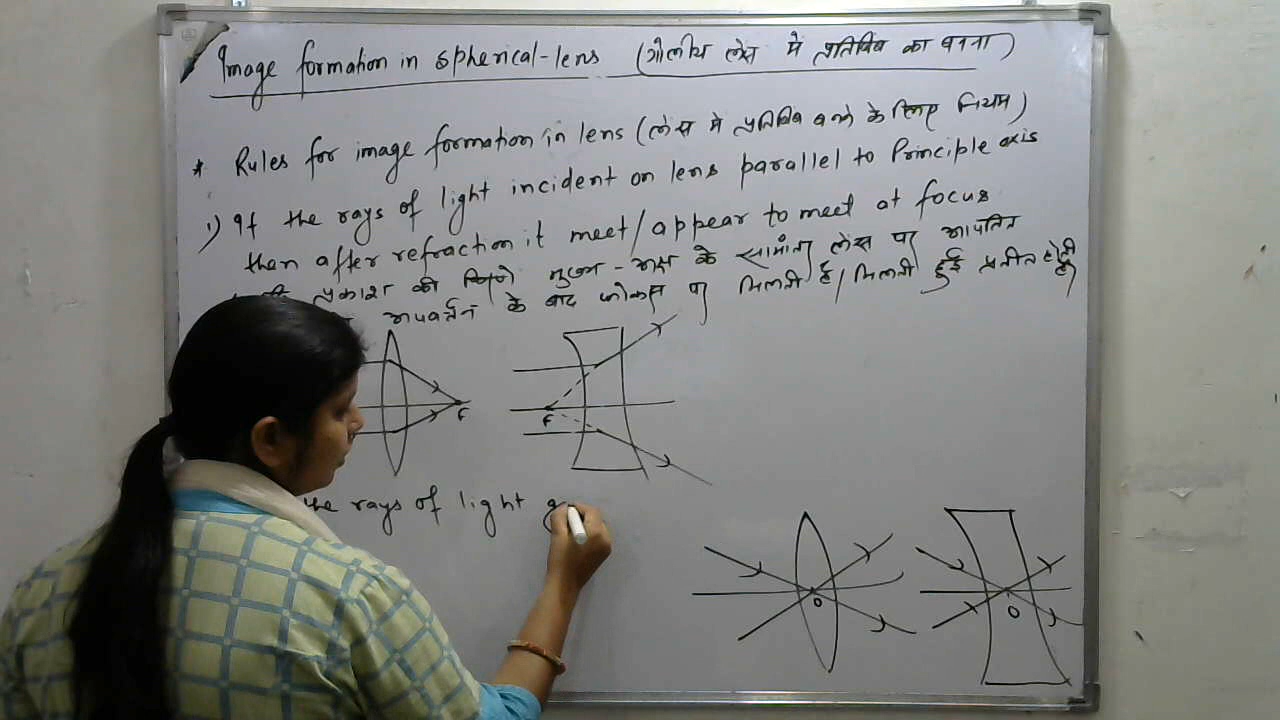 Image formation in spherical-lens (गोलीय लेंस में प्रतिबिंब का बनना)
* Rules for image formation in lens (लेंस में प्रतिबिंब बनने के लिए नियम)
1) If the rays of light incident on lens parallel to Principle axis
then after refraction it meet/appear to meet at focus
प्रकाश की किरणे मुख्य-अक्ष के लेंस पर आपतित
अपवर्तन के बाद फोकस पर मिलती है/मिलती हुई प्रतीत होती है
F
F
the rays of light g
O
O